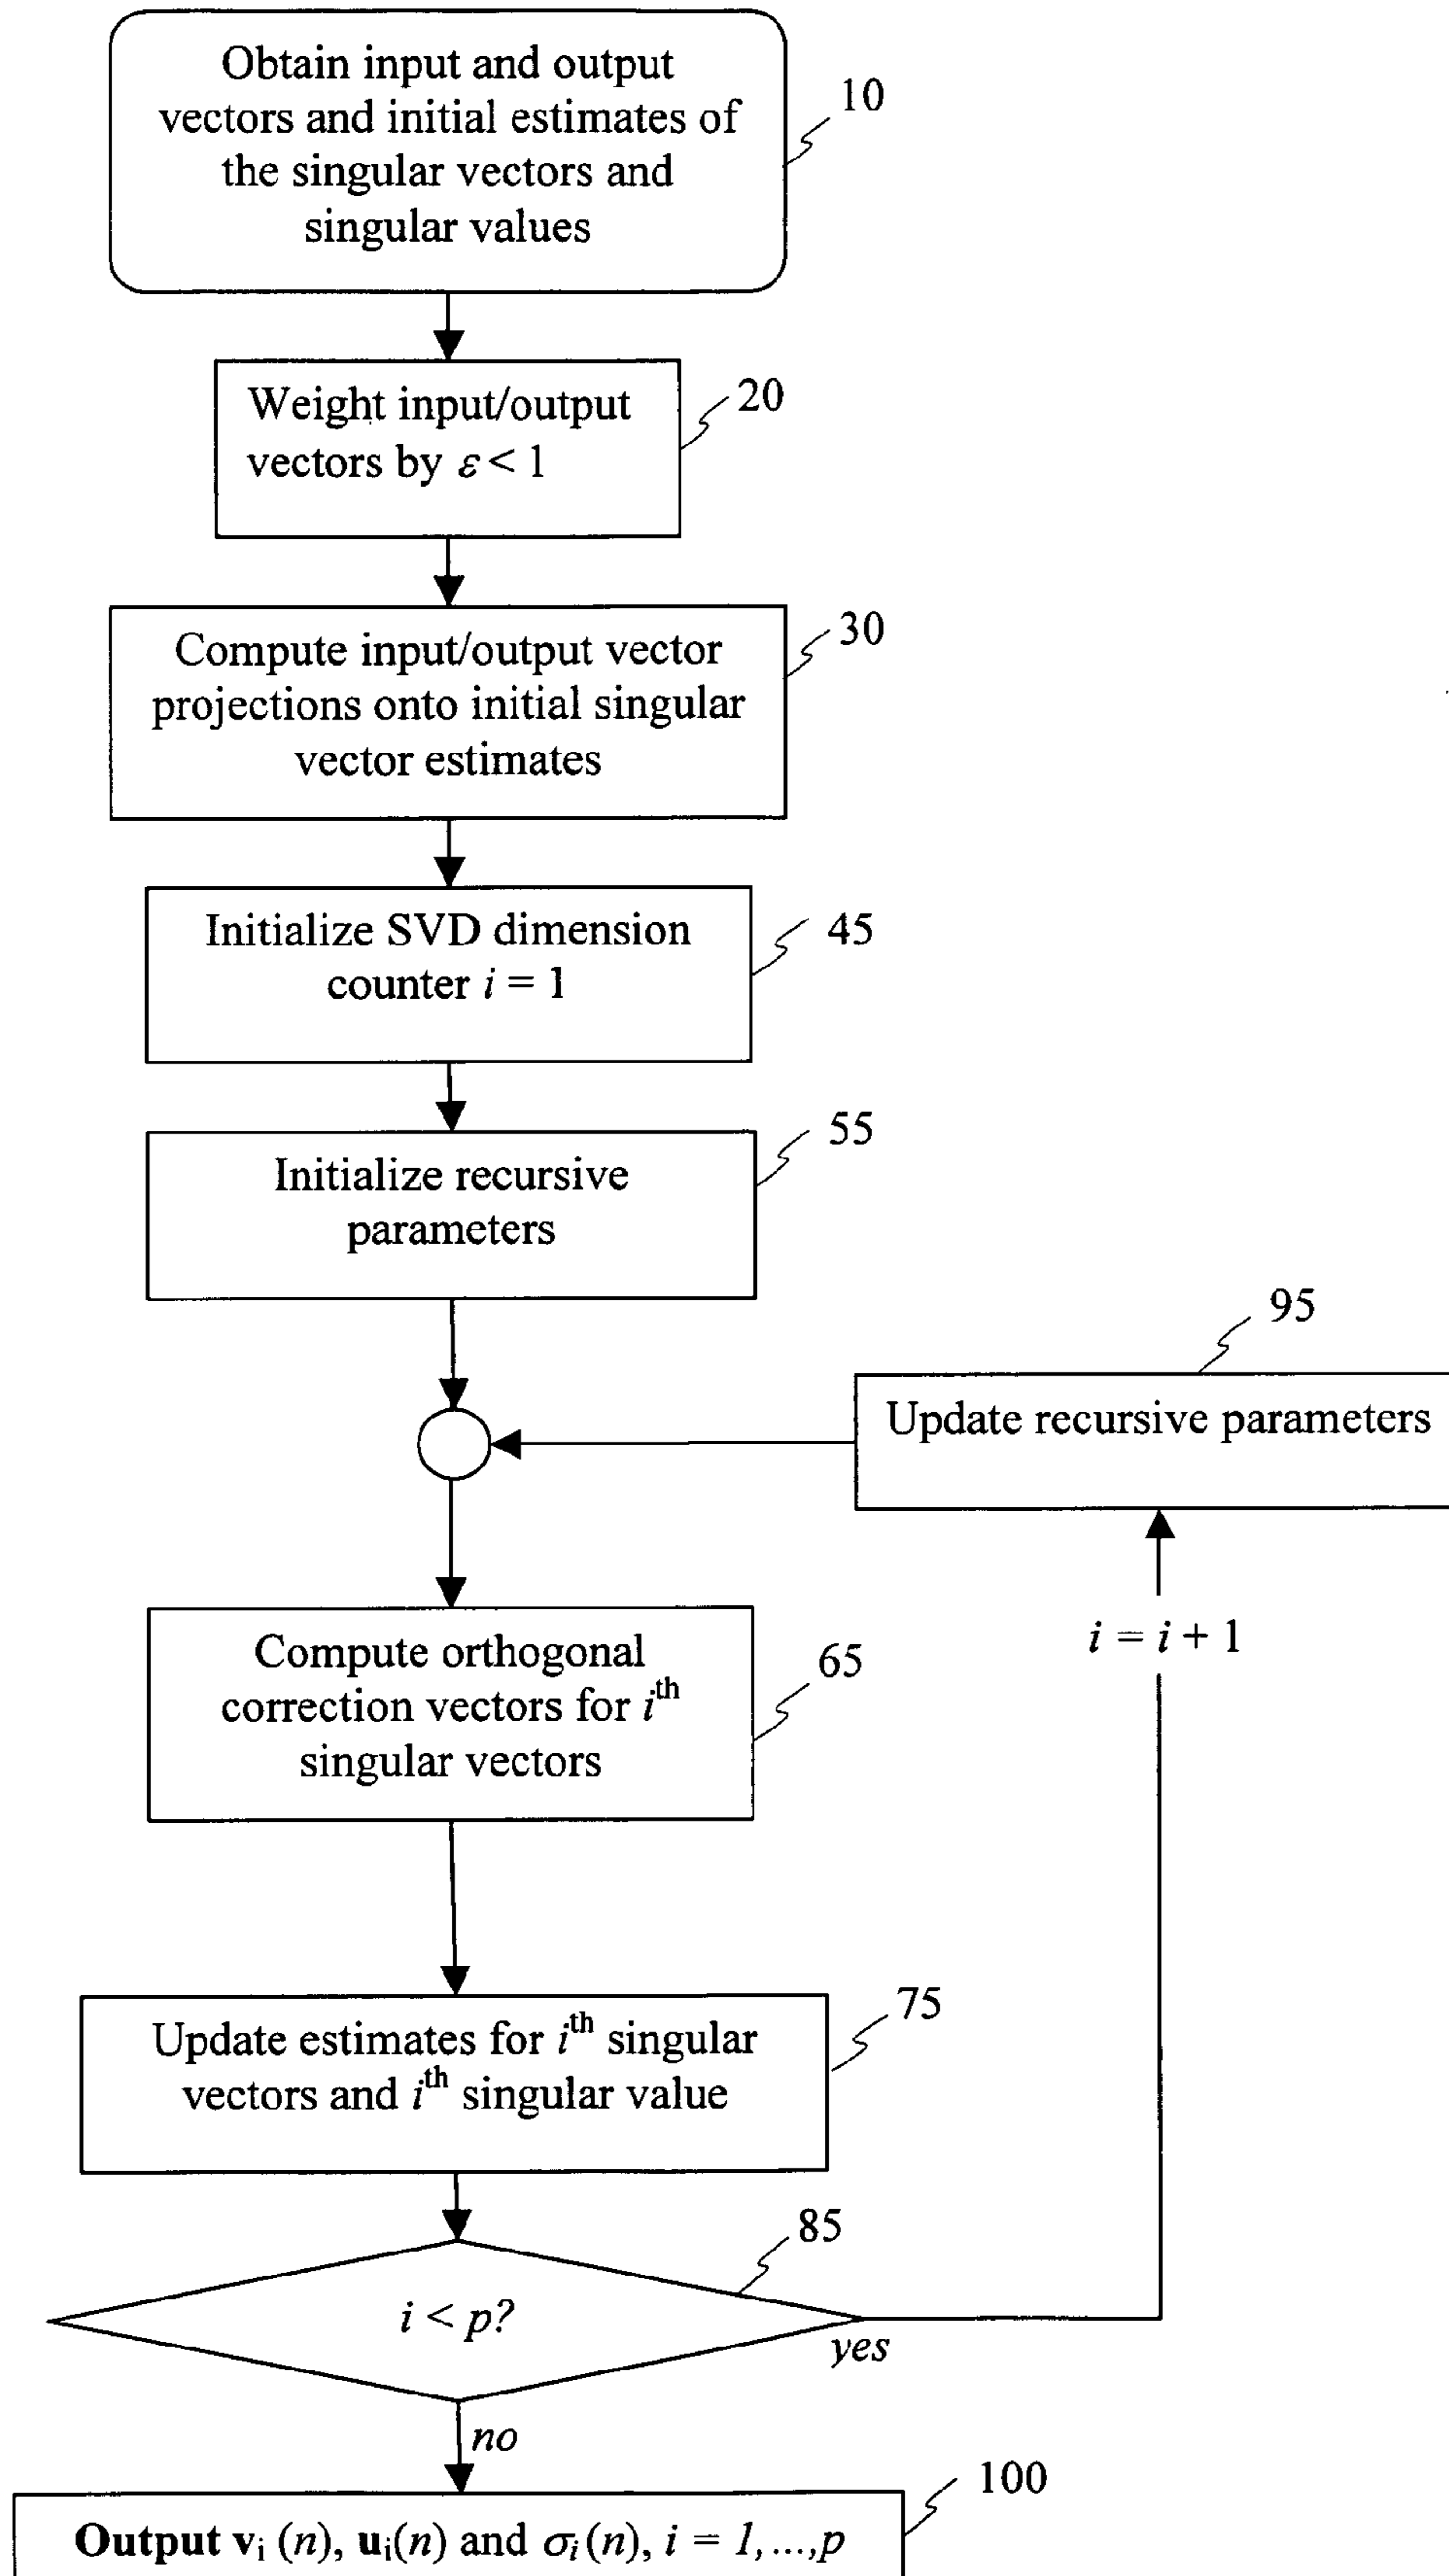 Obtain input and output
vectors and initial estimates of
the singular vectors and
singular values
10
Weight input/output
vectors by ε < 1
20
Compute input/output vector
projections onto initial singular
vector estimates
30
Initialize SVD dimension
counter i = 1
45
Initialize recursive
parameters
55
95
Update recursive parameters
i = i + 1
Compute orthogonal
correction vectors for iᵗʰ
singular vectors
65
Update estimates for iᵗʰ singular
vectors and iᵗʰ singular value
75
85
i < p?
yes
no
100
Output vᵢ (n), uᵢ(n) and σᵢ(n), i = 1,...,p